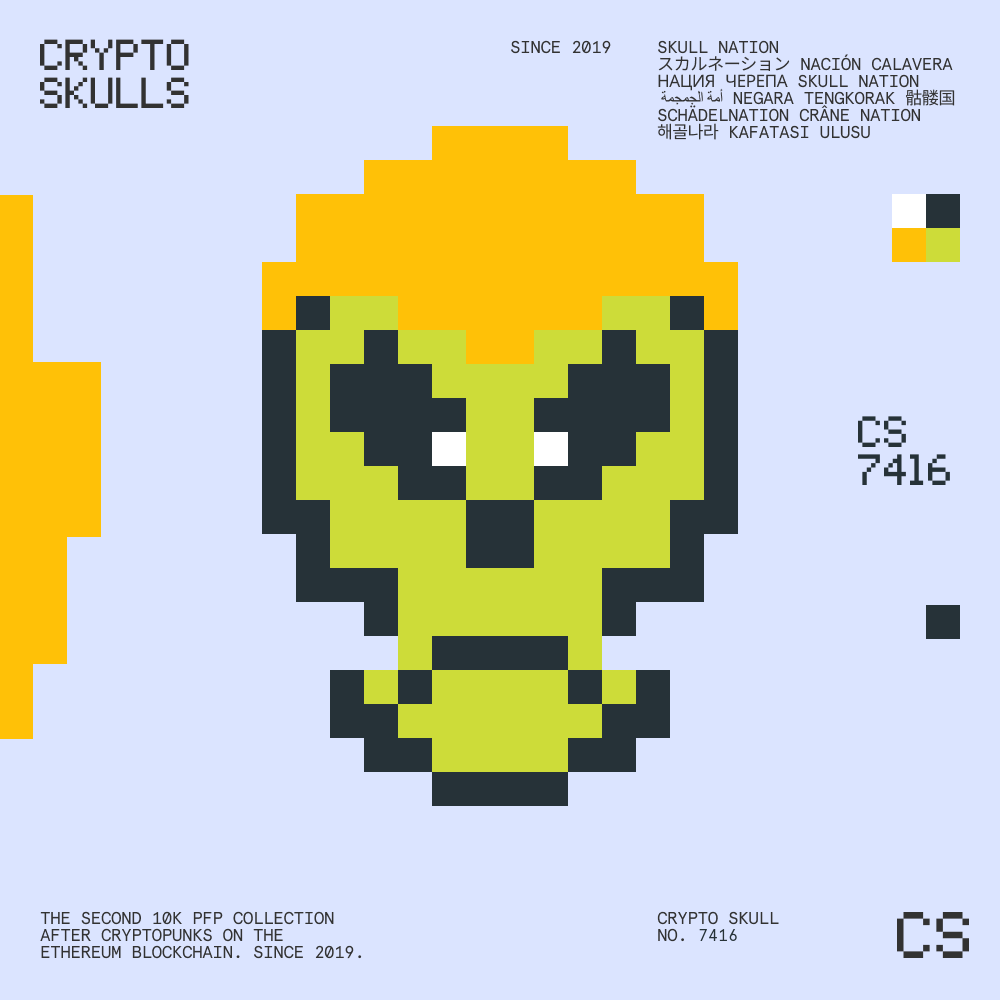 CRYPTO
SKULLS
SINCE 2019
SKULL NATION
スカルネーション NACIÓN CALAVERA
НАЦИЯ ЧЕРЕПА SKULL NATION
أمة الجمجمة NEGARA TENGKORAK 骷髅国
SCHÄDELNATION CRÂNE NATION
해골나라 KAFATASI ULUSU
CS
7416
THE SECOND 10K PFP COLLECTION
AFTER CRYPTOPUNKS ON THE
ETHEREUM BLOCKCHAIN. SINCE 2019.
CRYPTO SKULL
NO. 7416
CS